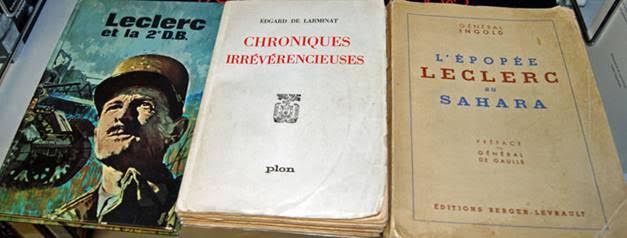 Leclerc
et la 2e D.B.
EDGARD DE LARMINAT
CHRONIQUES
IRRÉVÉRENCIEUSES
plon
GÉNÉRAL
INGOLD
L'ÉPOPÉE
LECLERC
AU
SAHARA
PRÉFACE
DU
GÉNÉRAL
DE GAULLE
ÉDITIONS BERGER-LEVRAULT